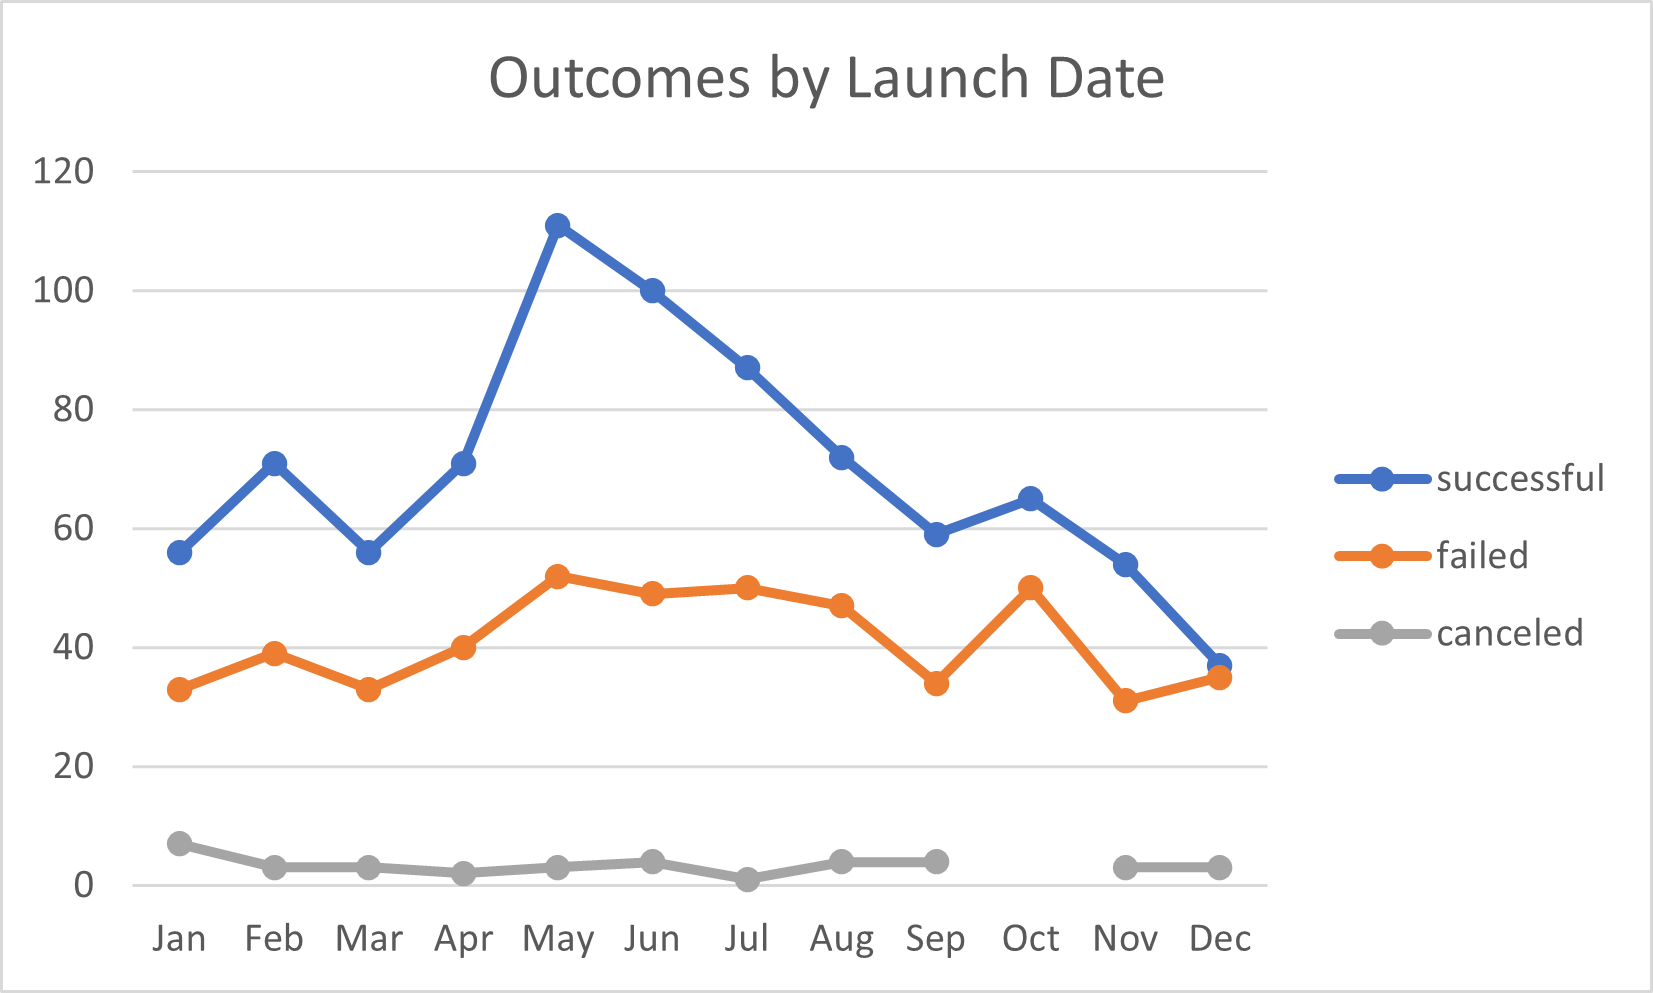 Outcomes by Launch Date
120
100
80
60
40
20
0
Jan Feb Mar Apr May Jun Jul Aug Sep Oct Nov Dec
successful
failed
canceled